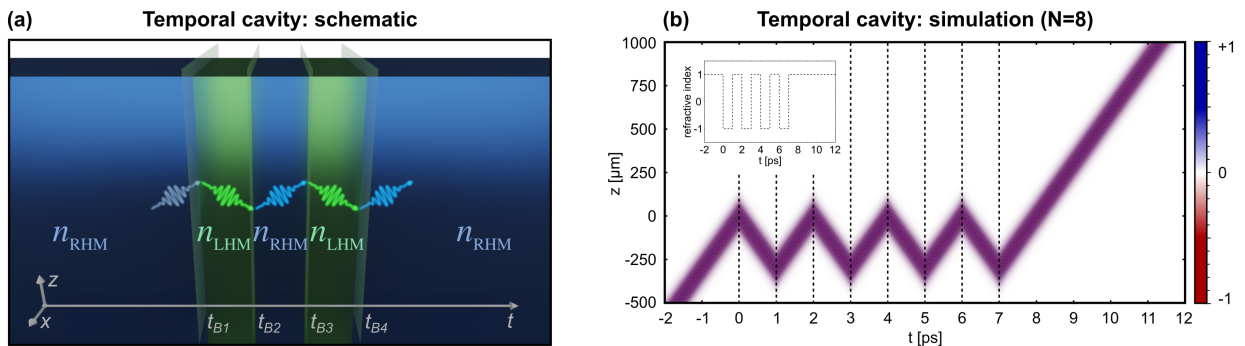 (a) Temporal cavity: schematic
n_RHM n_LHM n_RHM n_LHM n_RHM
z
x
t_B1 t_B2 t_B3 t_B4 t
(b) Temporal cavity: simulation (N=8)
1000
750
500
250
0
-250
-500
z [µm]
-2 -1 0 1 2 3 4 5 6 7 8 9 10 11 12
t [ps]
refractive index
1
0
-1
-2 0 2 4 6 8 10 12
t [ps]
+1
0
-1